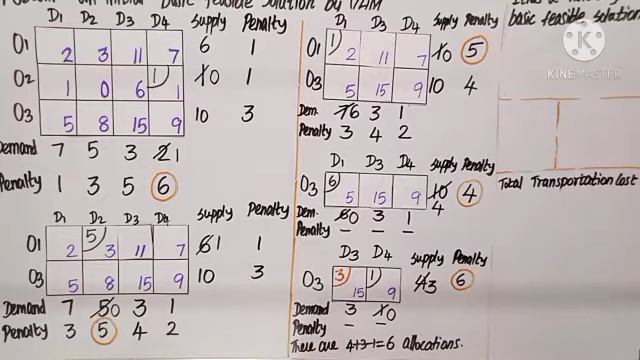 initial basic feasible solution by VAM
D1 D2 D3 D4 Supply Penalty
O1 2 3 11 7 6 1
O2 1 0 6 1 1 10 1
O3 5 8 15 9 10 3
Demand 7 5 3 2 1
Penalty 1 3 5 6
D1 D2 D3 D4 Supply Penalty
O1 2 5 3 11 7 6 1 1
O3 5 8 15 9 10 3
Demand 7 5 0 3 1
Penalty 3 5 4 2
D1 D3 D4 Supply Penalty
O1 1 2 11 7 1 0 5
O3 5 15 9 10 4
Dem. 7 6 3 1
Penalty 3 4 2
D1 D3 D4 Supply Penalty
O3 6 5 15 9 10 4 4
Dem. 6 0 3 1
Penalty - - -
D3 D4 Supply Penalty
O3 3 15 1 9 4 3 6
Demand 3 1 0
Penalty - -
There are 4+3-1=6 allocations.
basic feasible solution
KINEMASTER
Total Transportation Cost